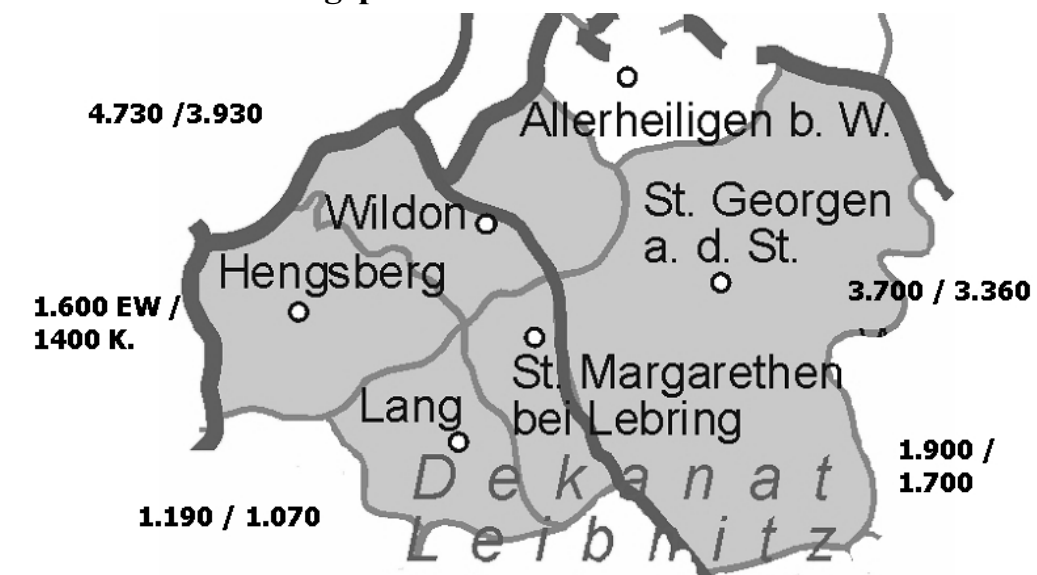 4.730 /3.930
Allerheiligen b. W.
St. Georgen
a. d. St.
Wildon
Hengsberg
3.700 / 3.360
1.600 EW /
1400 K.
St. Margarethen
bei Lebring
Lang
1.900 /
1.700
Dekanat
Leibnitz
1.190 / 1.070